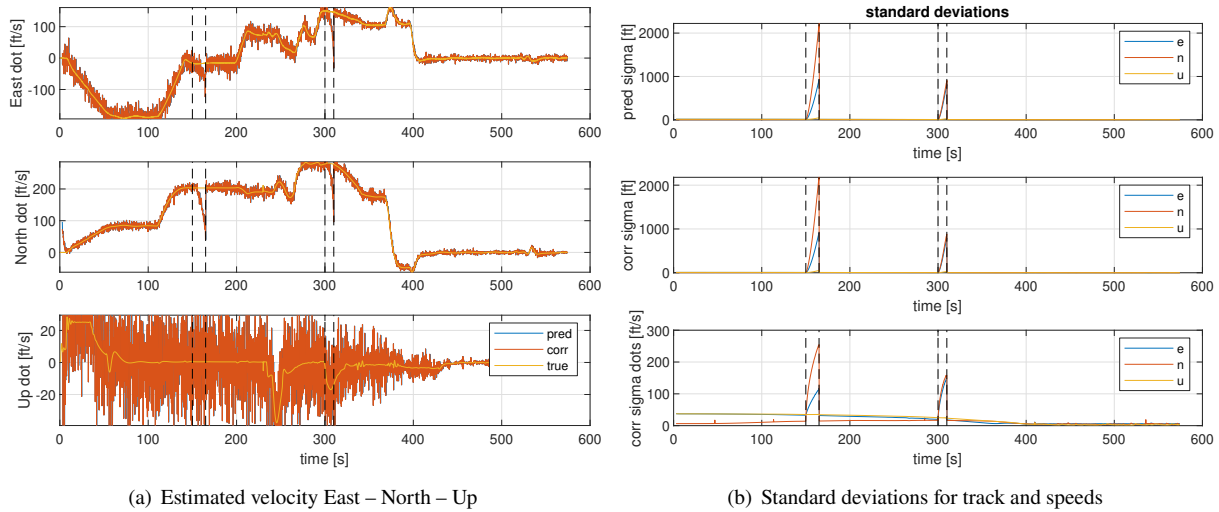 100
0
-100
East dot [ft/s]
0 100 200 300 400 500 600
200
100
0
North dot [ft/s]
0 100 200 300 400 500 600
20
0
-20
Up dot [ft/s]
pred
corr
true
0 100 200 300 400 500 600
time [s]
(a) Estimated velocity East – North – Up
standard deviations
2000
1000
0
pred sigma [ft]
e
n
u
0 100 200 300 400 500 600
time [s]
2000
1000
0
corr sigma [ft]
e
n
u
0 100 200 300 400 500 600
time [s]
300
200
100
0
corr sigma dots [ft/s]
e
n
u
0 100 200 300 400 500 600
time [s]
(b) Standard deviations for track and speeds